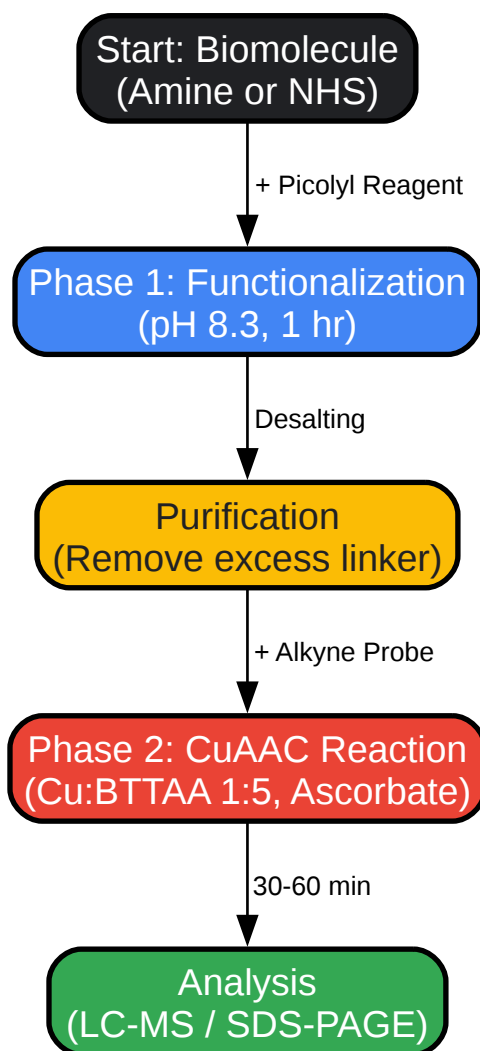 Start: Biomolecule
(Amine or NHS)
+ Picolyl Reagent
Phase 1: Functionalization
(pH 8.3, 1 hr)
Desalting
Purification
(Remove excess linker)
+ Alkyne Probe
Phase 2: CuAAC Reaction
(Cu:BTTAA 1:5, Ascorbate)
30-60 min
Analysis
(LC-MS / SDS-PAGE)